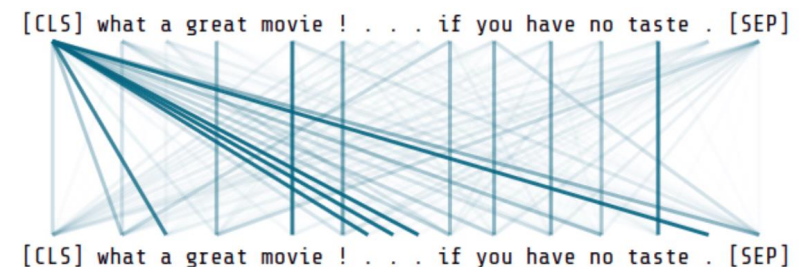 [CLS] what a great movie ! . . . if you have no taste . [SEP]
[CLS] what a great movie ! . . . if you have no taste . [SEP]